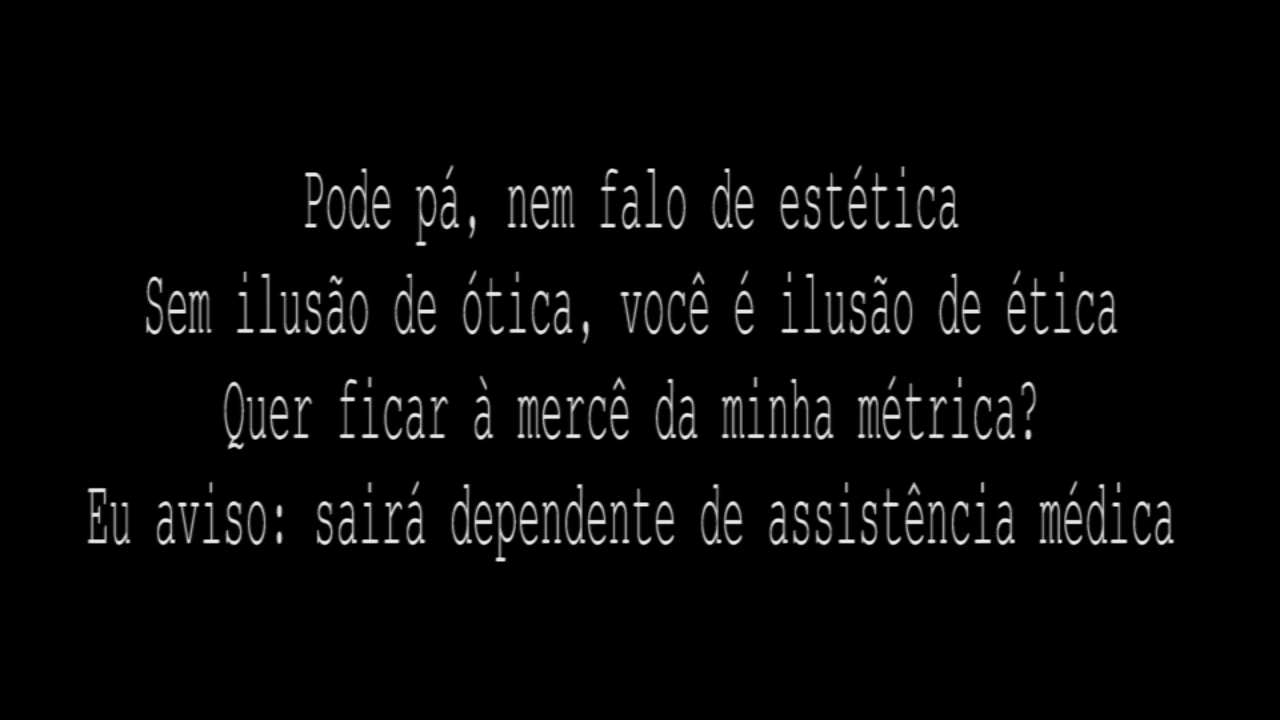 Pode pá, nem falo de estética
Sem ilusão de ótica, você é ilusão de ética
Quer ficar à mercê da minha métrica?
Eu aviso: sairá dependente de assistência médica